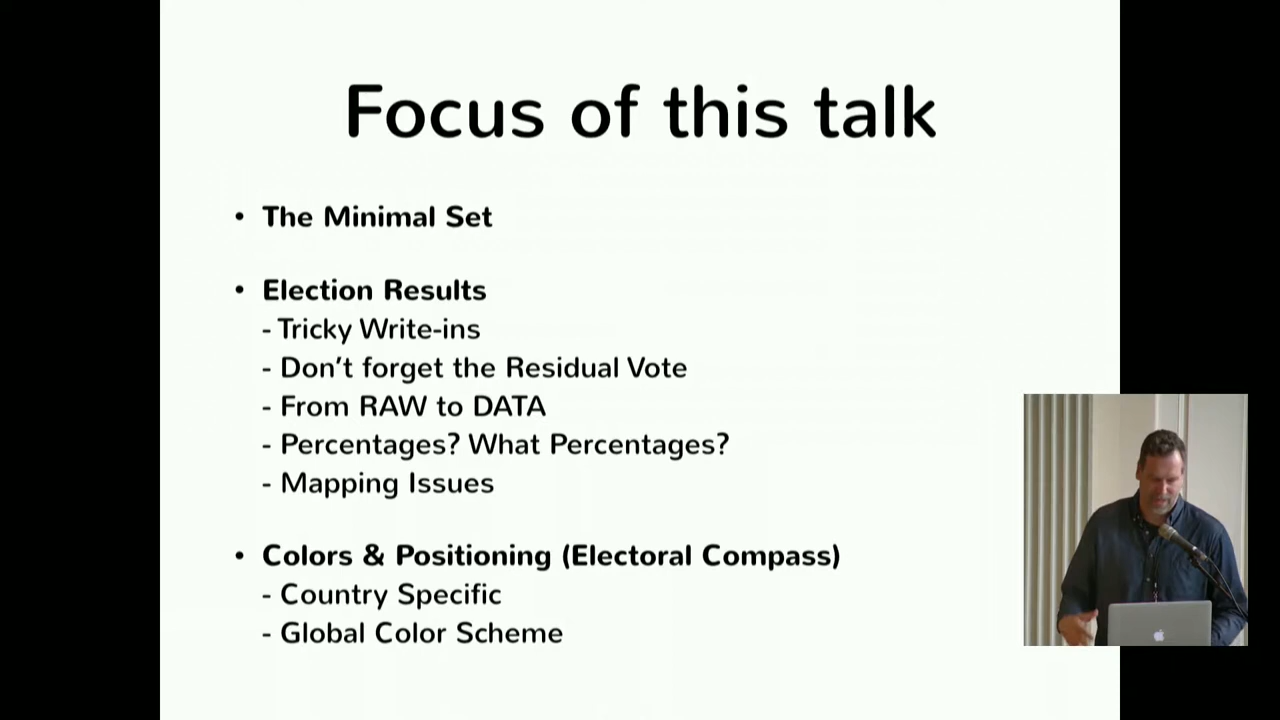 Focus of this talk
• The Minimal Set
• Election Results
- Tricky Write-ins
- Don't forget the Residual Vote
- From RAW to DATA
- Percentages? What Percentages?
- Mapping Issues
• Colors & Positioning (Electoral Compass)
- Country Specific
- Global Color Scheme